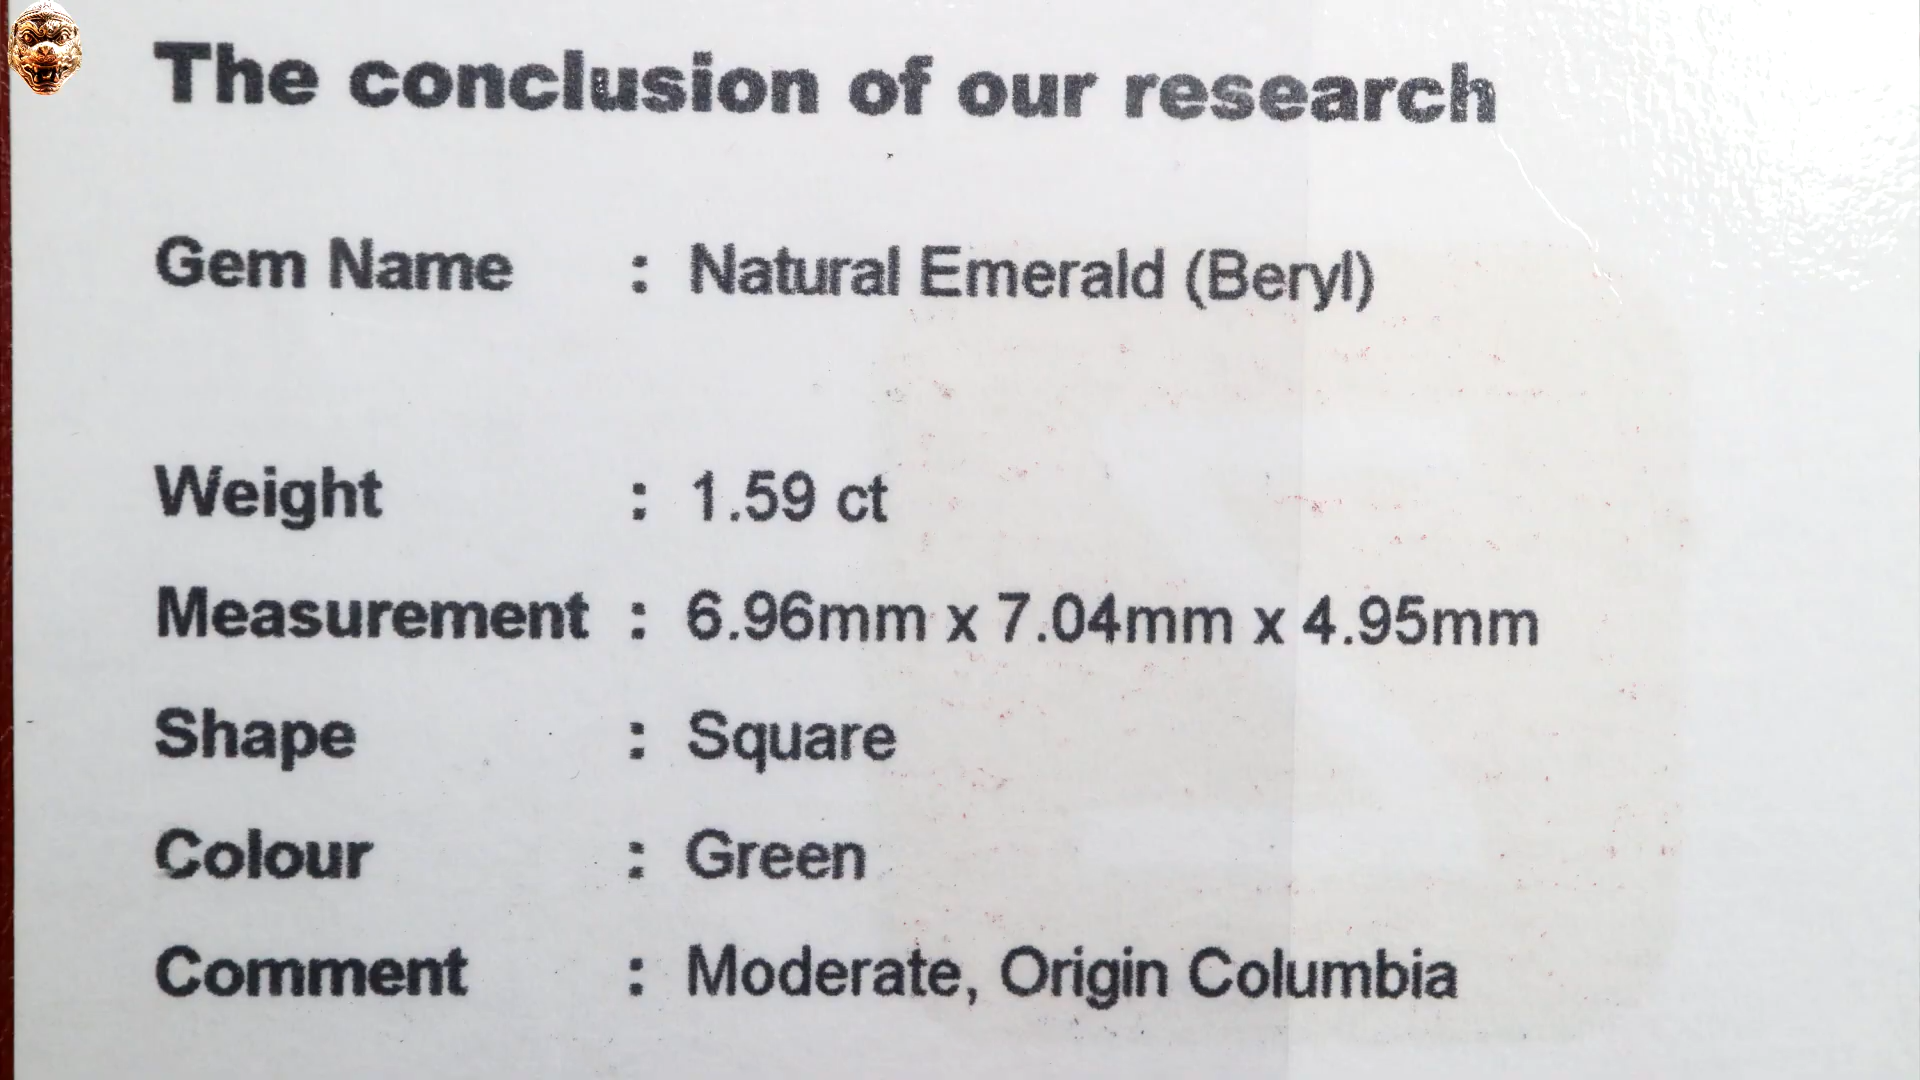 The conclusion of our research
Gem Name : Natural Emerald (Beryl)
Weight : 1.59 ct
Measurement : 6.96mm x 7.04mm x 4.95mm
Shape : Square
Colour : Green
Comment : Moderate, Origin Columbia